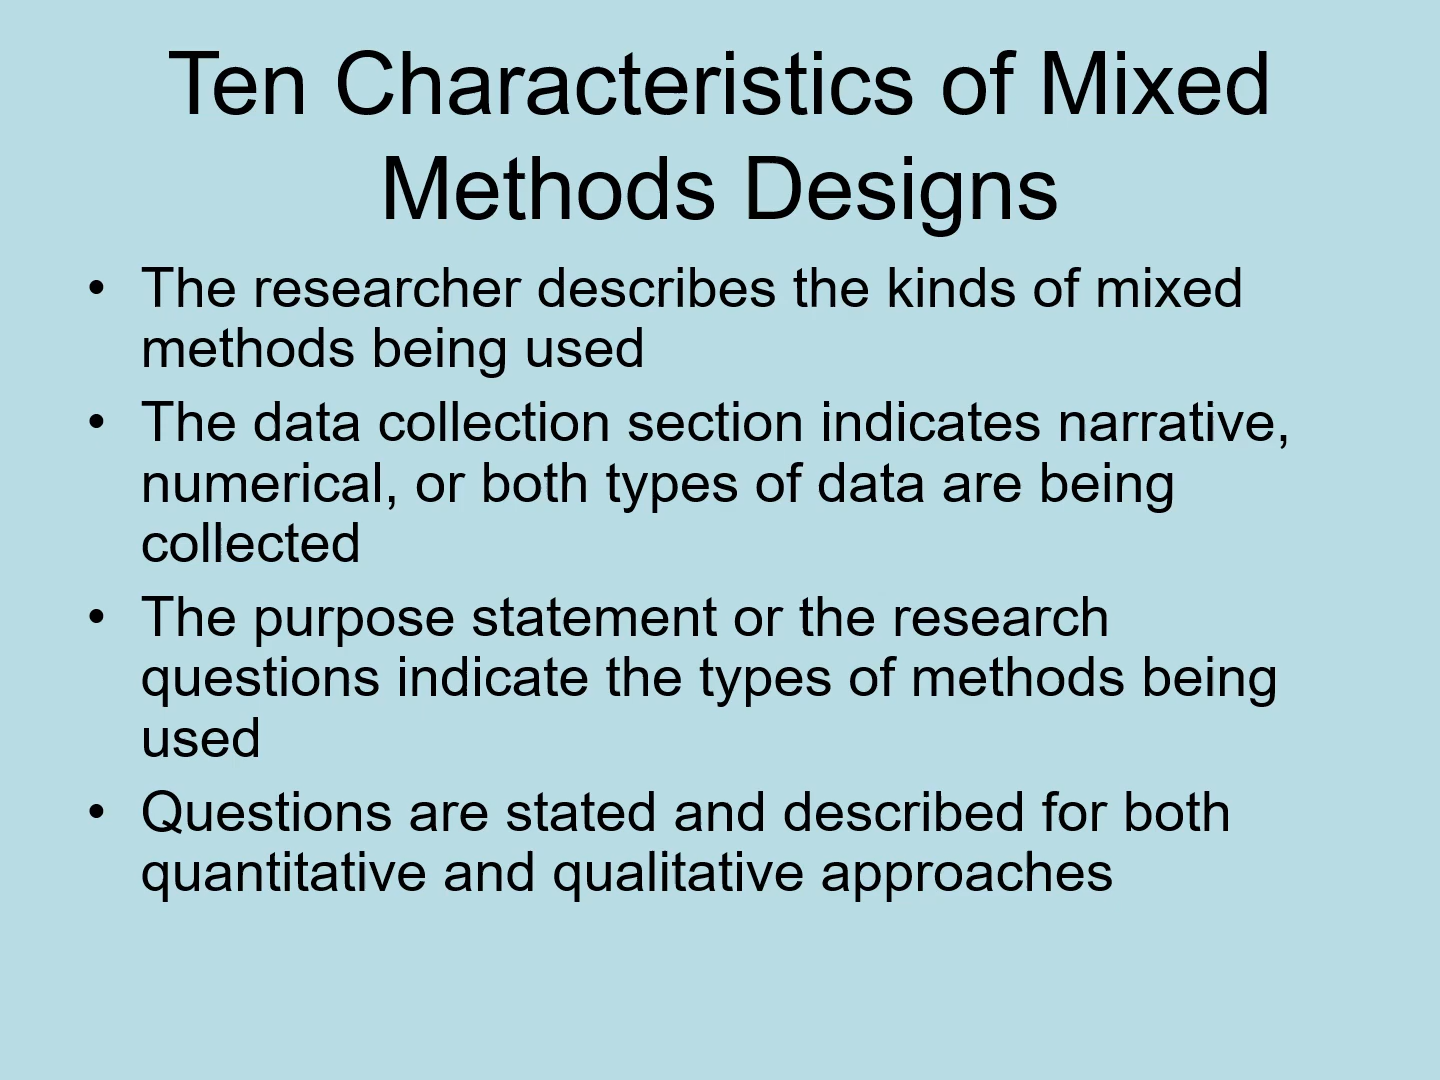 Ten Characteristics of Mixed
Methods Designs
• The researcher describes the kinds of mixed
methods being used
• The data collection section indicates narrative,
numerical, or both types of data are being
collected
• The purpose statement or the research
questions indicate the types of methods being
used
• Questions are stated and described for both
quantitative and qualitative approaches